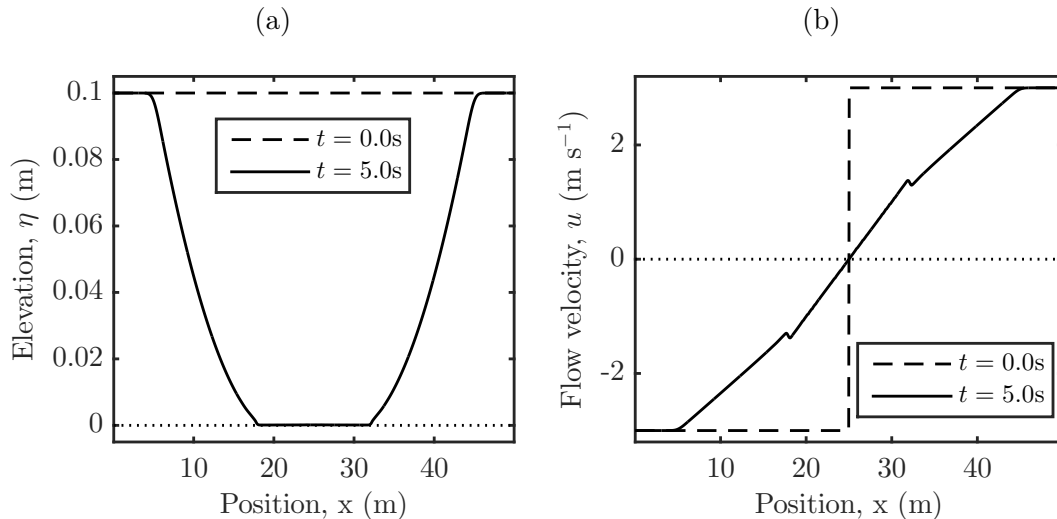 (a)
Elevation, η (m)
0.1
0.08
0.06
0.04
0.02
0
t = 0.0s
t = 5.0s
10 20 30 40
Position, x (m)
(b)
Flow velocity, u (m s⁻¹)
2
0
-2
t = 0.0s
t = 5.0s
10 20 30 40
Position, x (m)